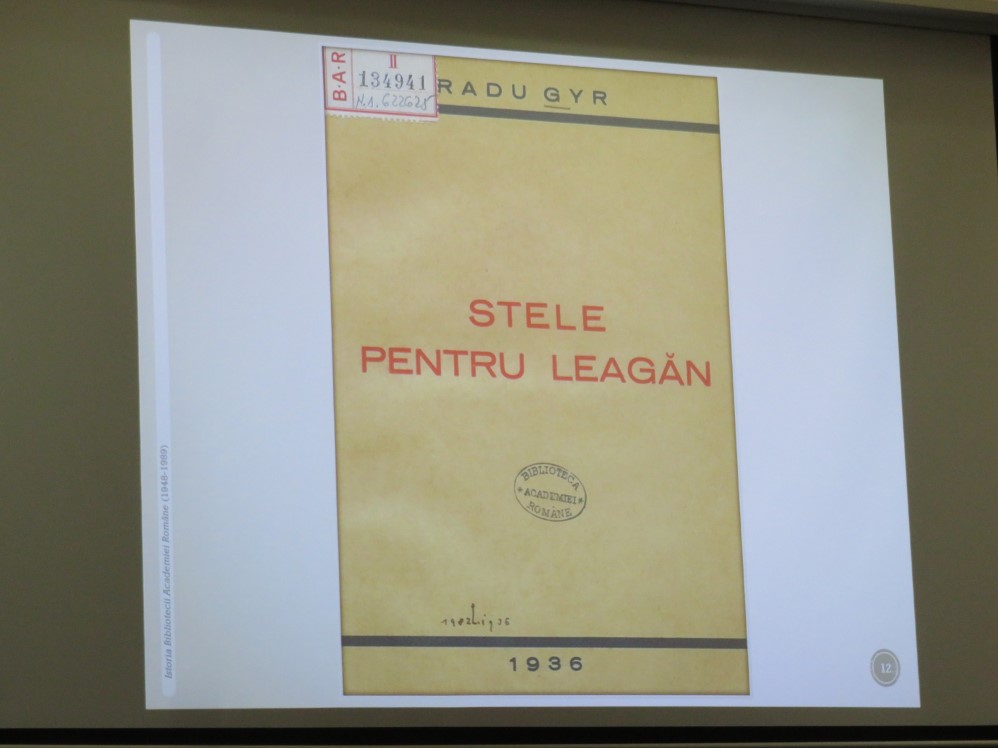 B·A·R
II
134941
RADU GYR
STELE
PENTRU LEAGĂN
BIBLIOTECA
* ACADEMIEI *
ROMÂNE
1936
Istoria Bibliotecii Academiei Române (1948-1989)
12